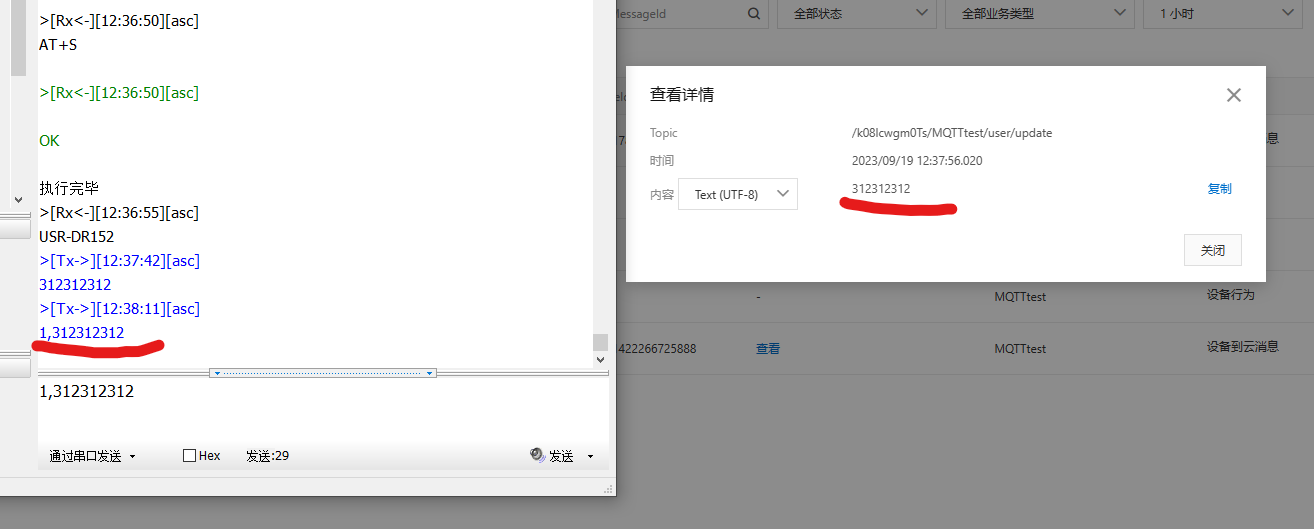 >[Rx<-][12:36:50][asc]
AT+S
>[Rx<-][12:36:50][asc]
OK
执行完毕
>[Rx<-][12:36:55][asc]
USR-DR152
>[Tx->][12:37:42][asc]
312312312
>[Tx->][12:38:11][asc]
1,312312312
1,312312312
通过串口发送
Hex
发送:29
发送
MessageId
全部状态
全部业务类型
1 小时
查看详情
Topic
/k08lcwgm0Ts/MQTTtest/user/update
时间
2023/09/19 12:37:56.020
内容
Text (UTF-8)
312312312
复制
关闭
息
-
MQTTtest
设备行为
422266725888
查看
MQTTtest
设备到云消息